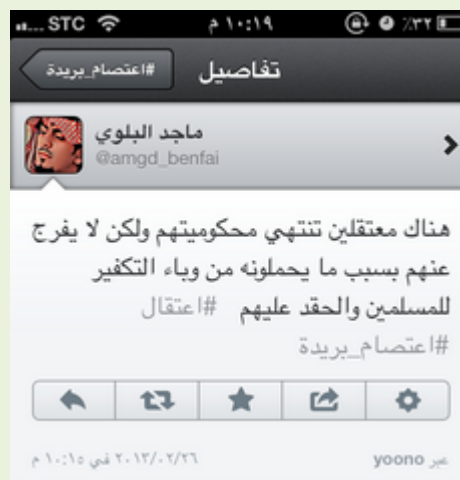 STC ١٠:١٩ م ٪٣٢
#اعتصام_بريدة تفاصيل
ماجد البلوي
@amgd_benfai
هناك معتقلين تنتهي محكوميتهم ولكن لا يفرج
عنهم بسبب ما يحملونه من وباء التكفير
للمسلمين والحقد عليهم #اعتقال
#اعتصام_بريدة
٢٠١٣/٠٢/٢٦ في ١٠:١٥ م عبر yoono